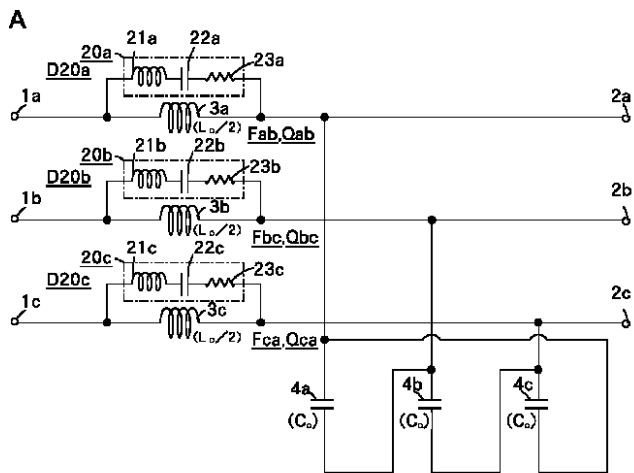 A
20a 21a 22a 23a
D20a
1a 3a 2a
(L₀/2) Fab,Qab
20b 21b 22b 23b
D20b
1b 3b 2b
(L₀/2) Fbc,Qbc
20c 21c 22c 23c
D20c
1c 3c 2c
(L₀/2) Fca,Qca
4a 4b 4c
(C₀) (C₀) (C₀)